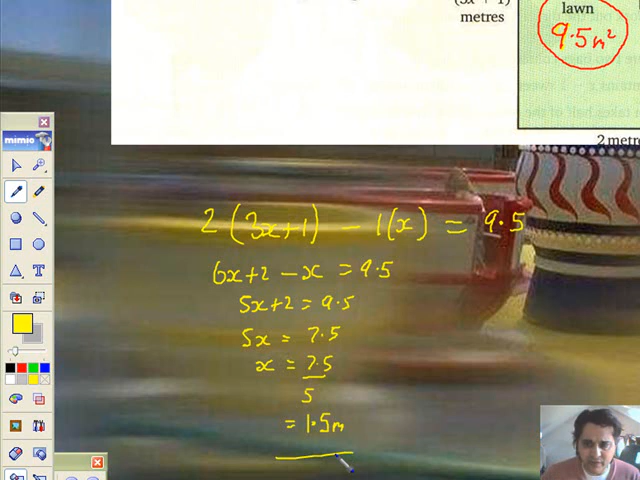 (3x + 1)
metres
lawn
9.5m²
2 metre
mimio
2(3x+1) - 1(x) = 9.5
6x+2 - x = 9.5
5x+2 = 9.5
5x = 7.5
x = 7.5
5
= 1.5m